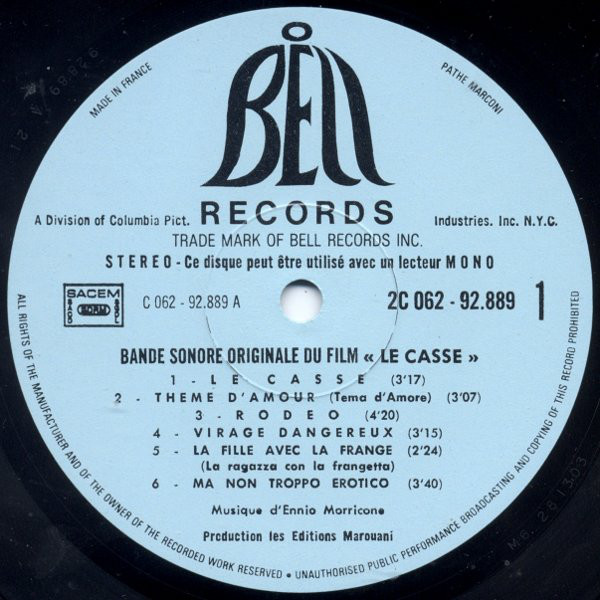 BELL
RECORDS
MADE IN FRANCE
PATHE MARCONI
A Division of Columbia Pict.
Industries. Inc. N.Y.C.
TRADE MARK OF BELL RECORDS INC.
STEREO - Ce disque peut être utilisé avec un lecteur MONO
SACEM
C 062 - 92.889 A
2C 062 - 92.889 1
BANDE SONORE ORIGINALE DU FILM « LE CASSE »
1 - LE CASSE (3'17)
2 - THEME D'AMOUR (Tema d'Amore) (3'07)
3 - RODEO (4'20)
4 - VIRAGE DANGEREUX (3'15)
5 - LA FILLE AVEC LA FRANGE (2'24)
(La ragazza con la frangetta)
6 - MA NON TROPPO EROTICO (3'40)
Musique d'Ennio Morricone
Production les Editions Marouani
ALL RIGHTS OF THE MANUFACTURER AND OF THE OWNER OF THE RECORDED WORK RESERVED • UNAUTHORISED PUBLIC PERFORMANCE BROADCASTING AND COPYING OF THIS RECORD PROHIBITED